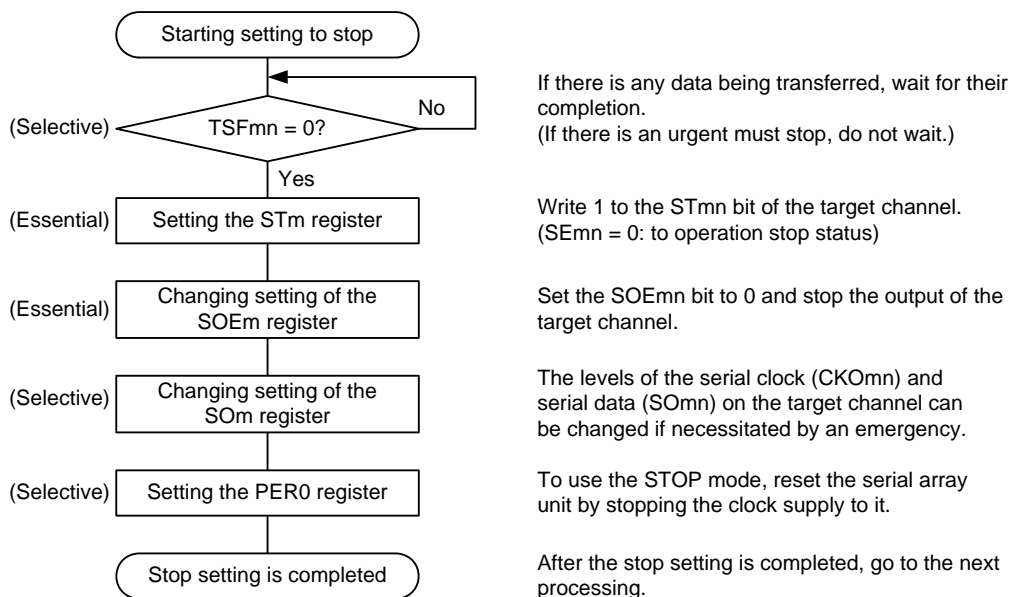 Starting setting to stop
If there is any data being transferred, wait for their
completion.
(If there is an urgent must stop, do not wait.)
(Selective)
TSFmn = 0?
No
Yes
(Essential)
Setting the STm register
Write 1 to the STmn bit of the target channel.
(SEmn = 0: to operation stop status)
(Essential)
Changing setting of the
SOEm register
Set the SOEmn bit to 0 and stop the output of the
target channel.
(Selective)
Changing setting of the
SOm register
The levels of the serial clock (CKOmn) and
serial data (SOmn) on the target channel can
be changed if necessitated by an emergency.
(Selective)
Setting the PER0 register
To use the STOP mode, reset the serial array
unit by stopping the clock supply to it.
Stop setting is completed
After the stop setting is completed, go to the next
processing.